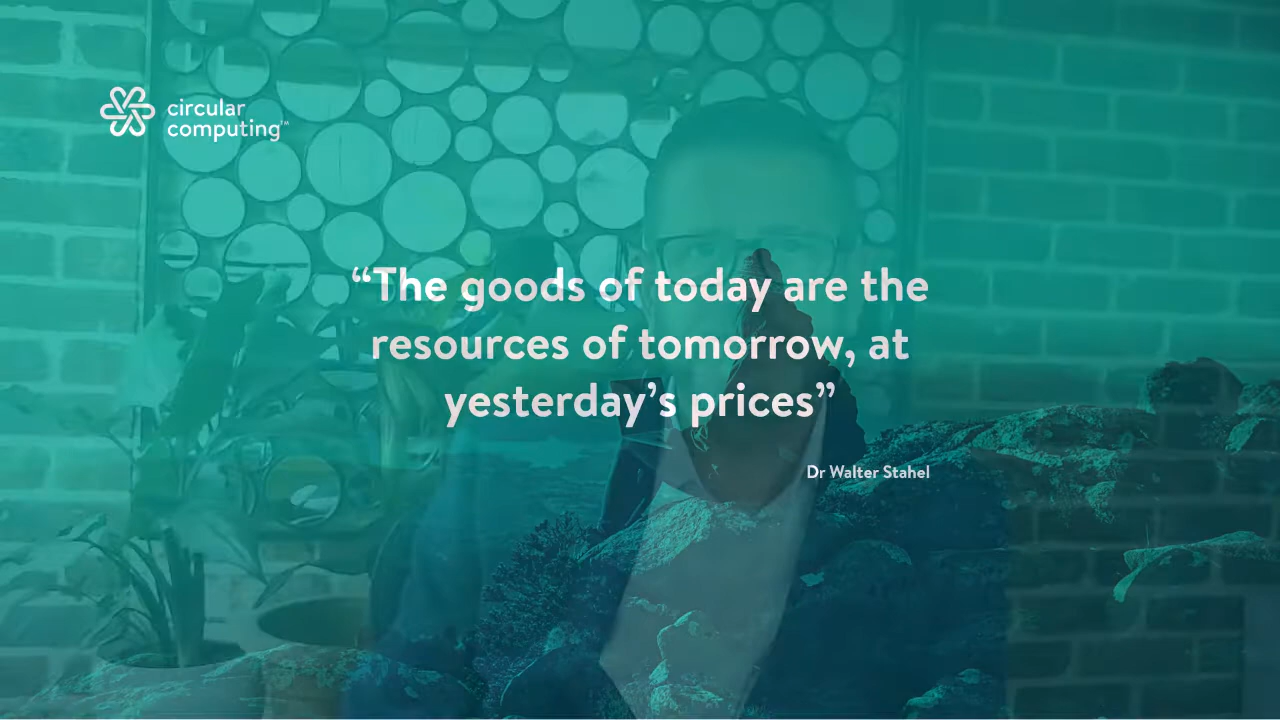 circular
computing™
“The goods of today are the
resources of tomorrow, at
yesterday’s prices”
Dr Walter Stahel